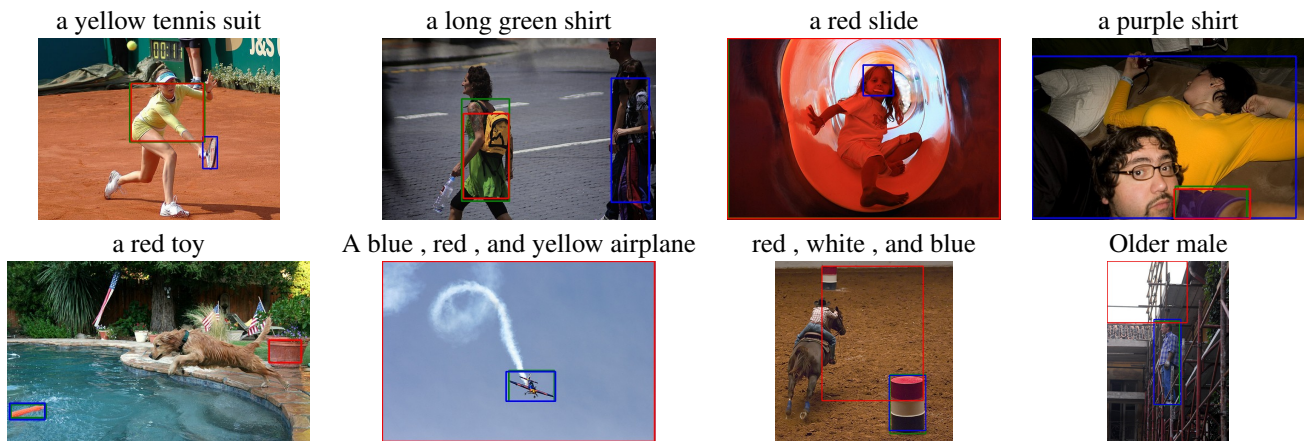 a yellow tennis suit
a long green shirt
a red slide
a purple shirt
J&S
a red toy
A blue , red , and yellow airplane
red , white , and blue
Older male